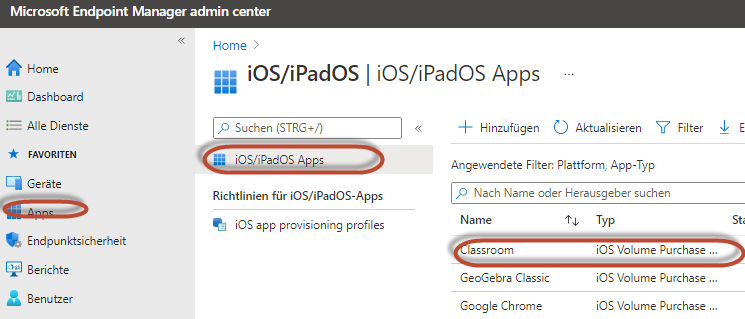 Microsoft Endpoint Manager admin center
«
Home
Dashboard
Alle Dienste
FAVORITEN
Geräte
Apps
Endpunktsicherheit
Berichte
Benutzer
Home >
iOS/iPadOS | iOS/iPadOS Apps ...
Suchen (STRG+/) «
iOS/iPadOS Apps
Richtlinien für iOS/iPadOS-Apps
iOS app provisioning profiles
+ Hinzufügen Aktualisieren Filter E
Angewendete Filter: Plattform, App-Typ
Nach Name oder Herausgeber suchen
Name ↑↓ Typ Sta
Classroom iOS Volume Purchase ...
GeoGebra Classic iOS Volume Purchase ...
Google Chrome iOS Volume Purchase ...